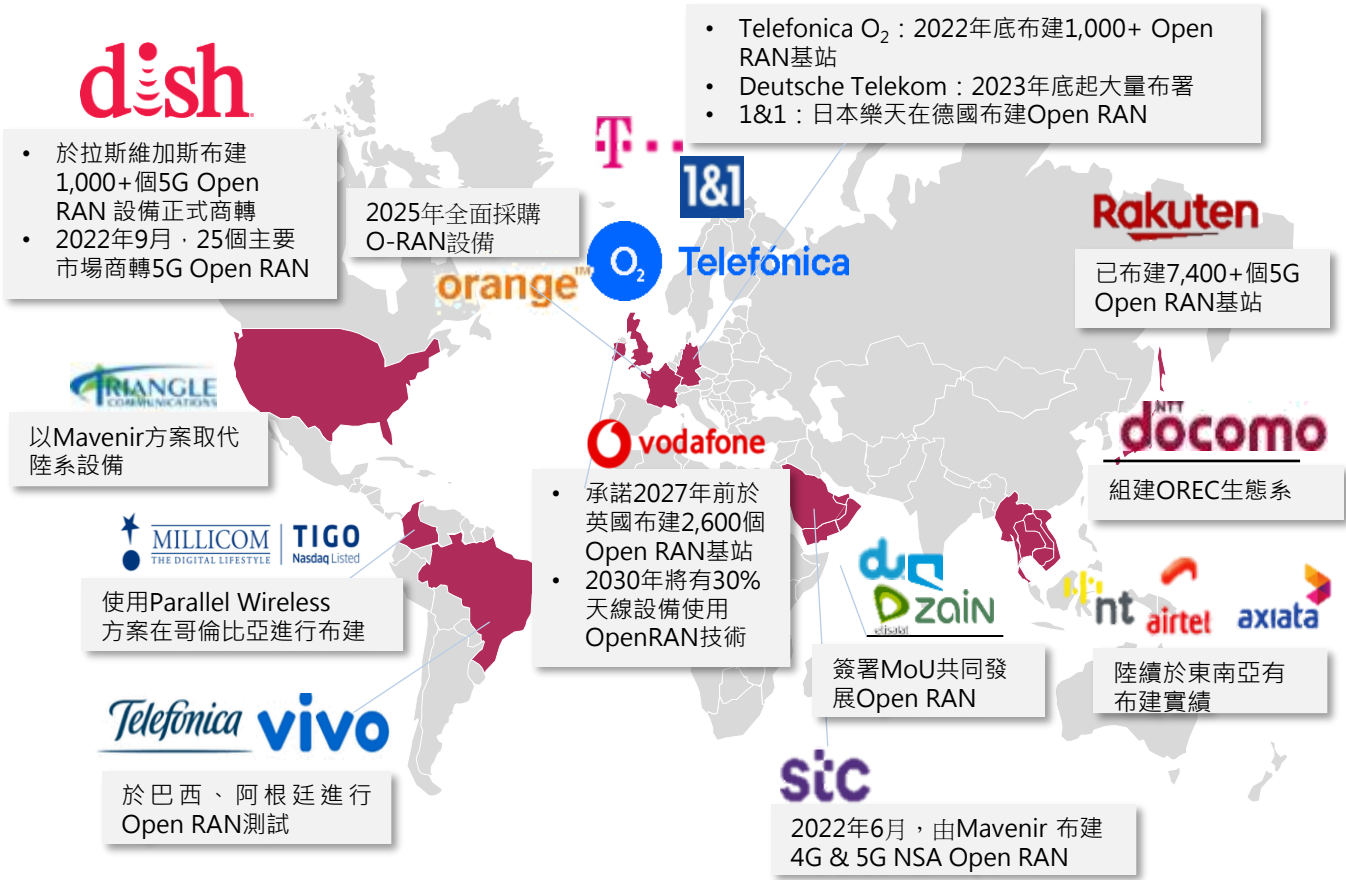 dish
• 於拉斯維加斯布建
1,000+個5G Open
RAN 設備正式商轉
• 2022年9月，25個主要
市場商轉5G Open RAN
• Telefonica O₂：2022年底布建1,000+ Open
RAN基站
• Deutsche Telekom：2023年底起大量布署
• 1&1：日本樂天在德國布建Open RAN
T
1&1
2025年全面採購
O-RAN設備
orange™
O₂ Telefónica
Rakuten
已布建7,400+個5G
Open RAN基站
TRIANGLE
COMMUNICATIONS
以Mavenir方案取代
陸系設備
NTT
döcomo
組建OREC生態系
vodafone
• 承諾2027年前於
英國布建2,600個
Open RAN基站
• 2030年將有30%
天線設備使用
OpenRAN技術
MILLICOM
THE DIGITAL LIFESTYLE
TIGO
Nasdaq Listed
使用Parallel Wireless
方案在哥倫比亞進行布建
du
etisalat
zain
簽署MoU共同發
展Open RAN
nt
airtel
axiata
陸續於東南亞有
布建實績
Telefónica vivo
於巴西、阿根廷進行
Open RAN測試
stc
2022年6月，由Mavenir 布建
4G & 5G NSA Open RAN